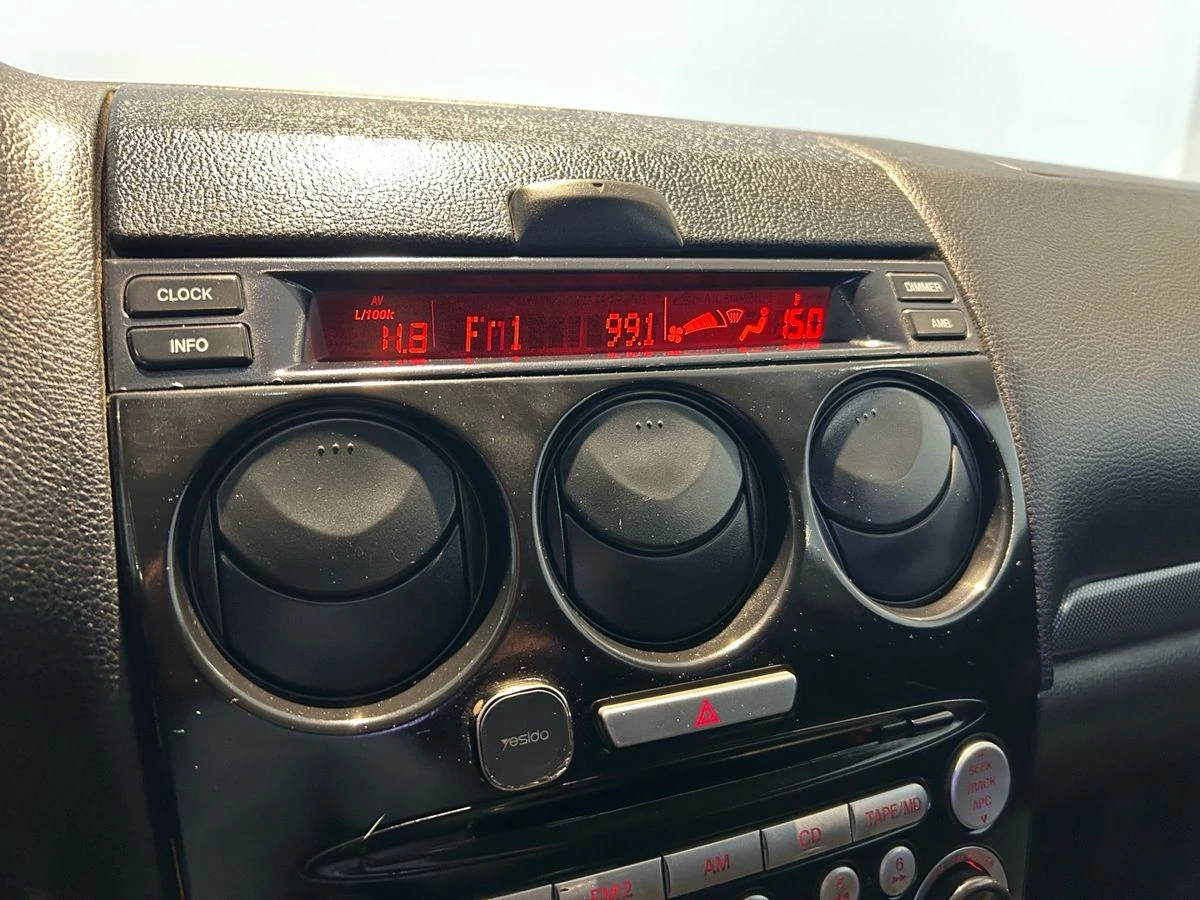 CLOCK
INFO
AV
L/100k
11.8
Fm1
99.1
15.0
DIMMER
AMB
yesido
SEEK
TRACK
APC
TAPE/MD
CD
AM
FM2
6